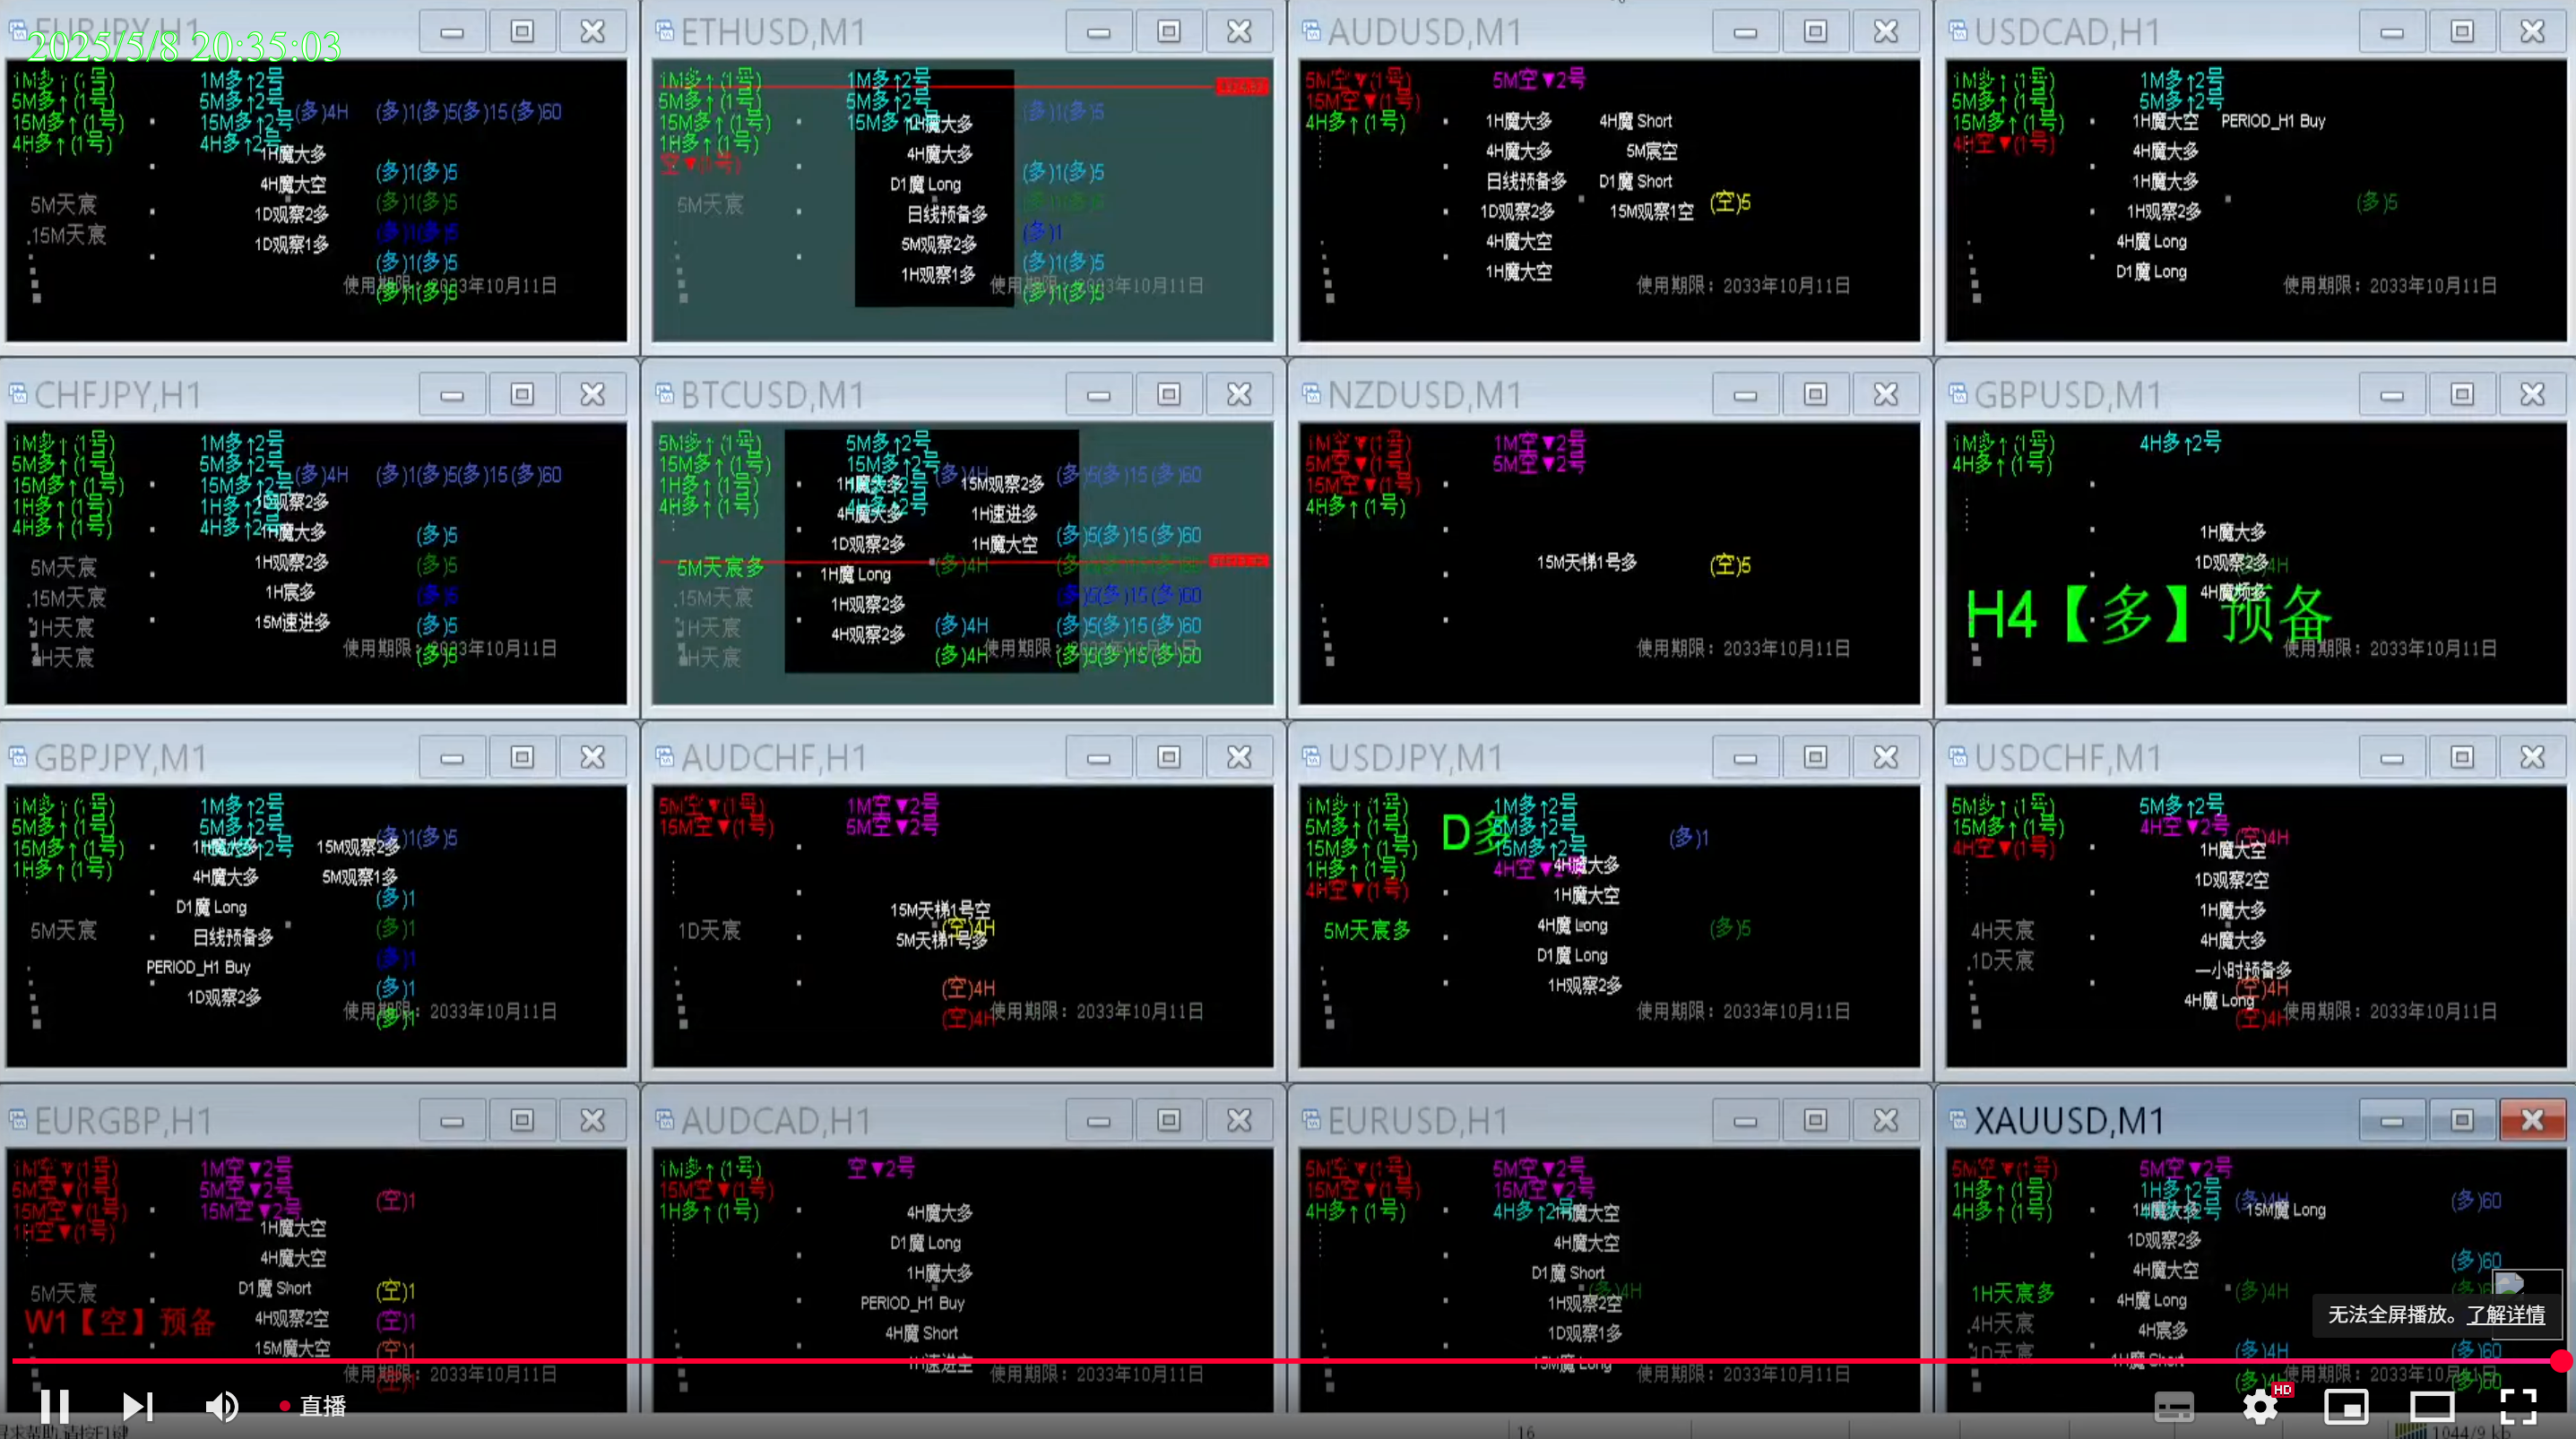 EURJPY,H1
2025/5/8 20:35:03
1M多↑(1号) 1M多↑2号
5M多↑(1号) 5M多↑2号 (多)4H (多)1(多)5(多)15(多)60
15M多↑(1号) 15M多↑2号
4H多↑(1号) 4H多↑2号
1H魔大多
(多)1(多)5
4H魔大空
5M天宸 (多)1(多)5
1D观察2多
.15M天宸 (多)1(多)5
1D观察1多
(多)1(多)5
使用期限：2033年10月11日
(多)1(多)5
ETHUSD,M1
1M多↑(1号) 1M多↑2号
5M多↑(1号) 5M多↑2号 (多)1(多)5
15M多↑(1号) 15M多↑2号
1H魔大多
1H多↑(1号)
4H魔大多
空▼(1号) (多)1(多)5
D1魔 Long
5M天宸 (多)1(多)5
日线预备多
(多)1
5M观察2多
(多)1(多)5
1H观察1多
使用期限：2033年10月11日
(多)1(多)5
AUDUSD,M1
5M空▼(1号) 5M空▼2号
15M空▼(1号)
4H多↑(1号) 1H魔大多 4H魔 Short
4H魔大多 5M宸空
日线预备多 D1魔 Short
1D观察2多 15M观察1空 (空)5
4H魔大空
1H魔大空
使用期限：2033年10月11日
USDCAD,H1
1M多↑(1号) 1M多↑2号
5M多↑(1号) 5M多↑2号
15M多↑(1号) 1H魔大空 PERIOD_H1 Buy
4H空▼(1号) 4H魔大多
1H魔大多
1H观察2多 (多)5
4H魔 Long
D1魔 Long
使用期限：2033年10月11日
CHFJPY,H1
1M多↑(1号) 1M多↑2号
5M多↑(1号) 5M多↑2号 (多)4H (多)1(多)5(多)15(多)60
15M多↑(1号) 15M多↑2号
1H多↑(1号) 1H多↑2号
1D观察2多
4H多↑(1号) 4H多↑2号
1H魔大多 (多)5
5M天宸 1H观察2多 (多)5
.15M天宸 1H宸多 (多)5
1H天宸 15M速进多 (多)5
4H天宸 (多)5
使用期限：2033年10月11日
BTCUSD,M1
5M多↑(1号) 5M多↑2号
15M多↑(1号) 15M多↑2号 (多)4H (多)5(多)15(多)60
1H多↑(1号) 1H魔大多 15M观察2多
4H多↑(1号) 4H多↑2号
4H魔大多 1H速进多
1D观察2多 1H魔大空 (多)5(多)15(多)60
5M天宸多 1H魔 Long (多)4H
.15M天宸 1H观察2多 (多)5(多)15(多)60
1H天宸 4H观察2多 (多)4H (多)5(多)15(多)60
4H天宸 (多)4H (多)5(多)15(多)60
使用期限
NZDUSD,M1
1M空▼(1号) 1M空▼2号
5M空▼(1号) 5M空▼2号
15M空▼(1号)
4H多↑(1号)
15M天梯1号多 (空)5
使用期限：2033年10月11日
GBPUSD,M1
1M多↑(1号) 4H多↑2号
4H多↑(1号)
1H魔大多
1D观察2多
H4【多】预备
使用期限：2033年10月11日
GBPJPY,M1
1M多↑(1号) 1M多↑2号
5M多↑(1号) 5M多↑2号 (多)1(多)5
15M多↑(1号) 1H魔大多 15M观察2多
1H多↑(1号) 4H魔大多 5M观察1多
(多)1
D1魔 Long
5M天宸 日线预备多 (多)1
PERIOD_H1 Buy (多)1
1D观察2多 (多)1
使用期限：2033年10月11日
(多)1
AUDCHF,H1
5M空▼(1号) 1M空▼2号
15M空▼(1号) 5M空▼2号
15M天梯1号空
1D天宸 (空)4H
5M天梯1号多
(空)4H
(空)4H
使用期限：2033年10月11日
USDJPY,M1
1M多↑(1号) 1M多↑2号
5M多↑(1号) D多 5M多↑2号 (多)1
15M多↑(1号) 15M多↑2号
1H多↑(1号) 4H空▼ 4H魔大多
4H空▼(1号) 1H魔大空
5M天宸多 4H魔 Long (多)5
D1魔 Long
1H观察2多
使用期限：2033年10月11日
USDCHF,M1
5M多↑(1号) 5M多↑2号
15M多↑(1号) 4H空▼2号 (空)4H
4H空▼(1号) 1H魔大空
1D观察2空
1H魔大多
4H天宸 4H魔大多
.1D天宸 一小时预备多
(空)4H
4H魔 Long
(空)4H
使用期限：2033年10月11日
EURGBP,H1
1M空▼(1号) 1M空▼2号
5M空▼(1号) 5M空▼2号 (空)1
15M空▼(1号) 15M空▼2号
1H空▼(1号) 1H魔大空
4H魔大空
5M天宸 D1魔 Short (空)1
W1【空】预备 4H观察2空 (空)1
15M魔大空 (空)1
使用期限：2033年10月11日
AUDCAD,H1
1M多↑(1号) 空▼2号
15M空▼(1号)
1H多↑(1号) 4H魔大多
D1魔 Long
1H魔大多
PERIOD_H1 Buy
4H魔 Short
1H速进空
使用期限：2033年10月11日
EURUSD,H1
5M空▼(1号) 5M空▼2号
15M空▼(1号) 15M空▼2号
4H多↑(1号) 4H多↑2号 1H魔大空
4H魔大空
D1魔 Short
(多)4H
1H观察2空
1D观察1多
15M魔 Long
使用期限：2033年10月11日
XAUUSD,M1
5M空▼(1号) 5M空▼2号
1H多↑(1号) 1H多↑2号 (多)4H (多)60
4H多↑(1号) 1H魔大多 15M魔 Long
1D观察2多
4H魔大空 (多)60
1H天宸多 4H魔 Long (多)4H
.4H天宸 4H宸多
.1D天宸 (多)4H (多)60
1H魔 Short
使用期限：2033年10月11日
无法全屏播放。了解详情
直播
HD
16